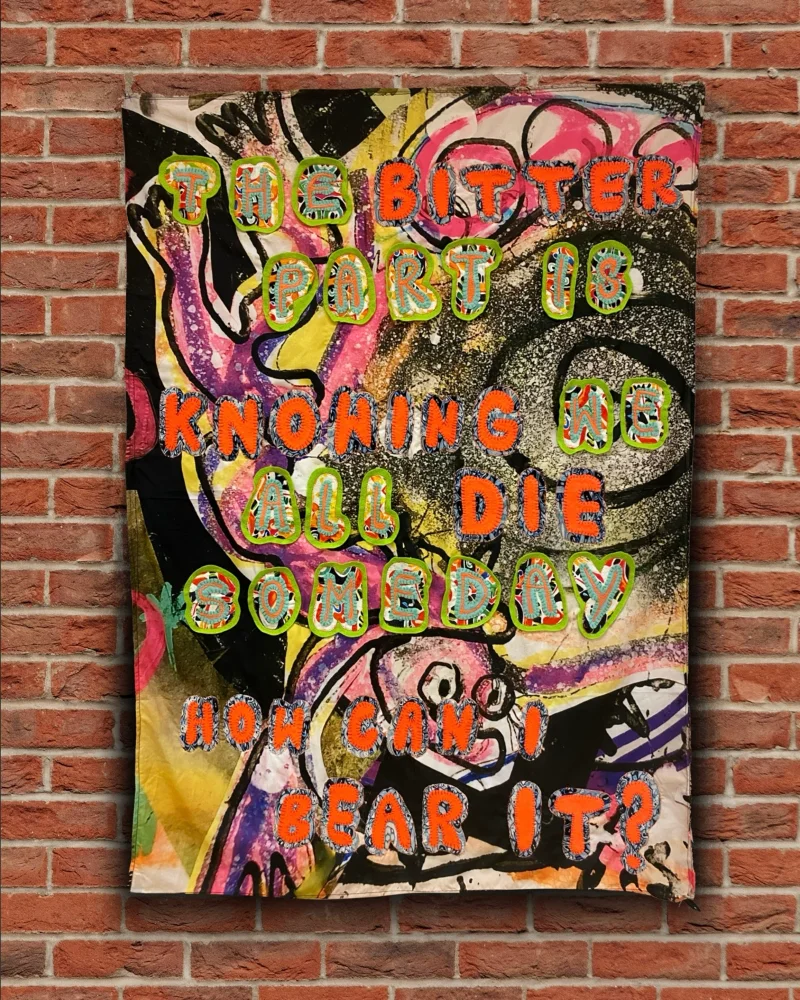 THE BITTER
PART IS
KNOWING WE
ALL DIE
SOMEDAY
HOW CAN I
BEAR IT?